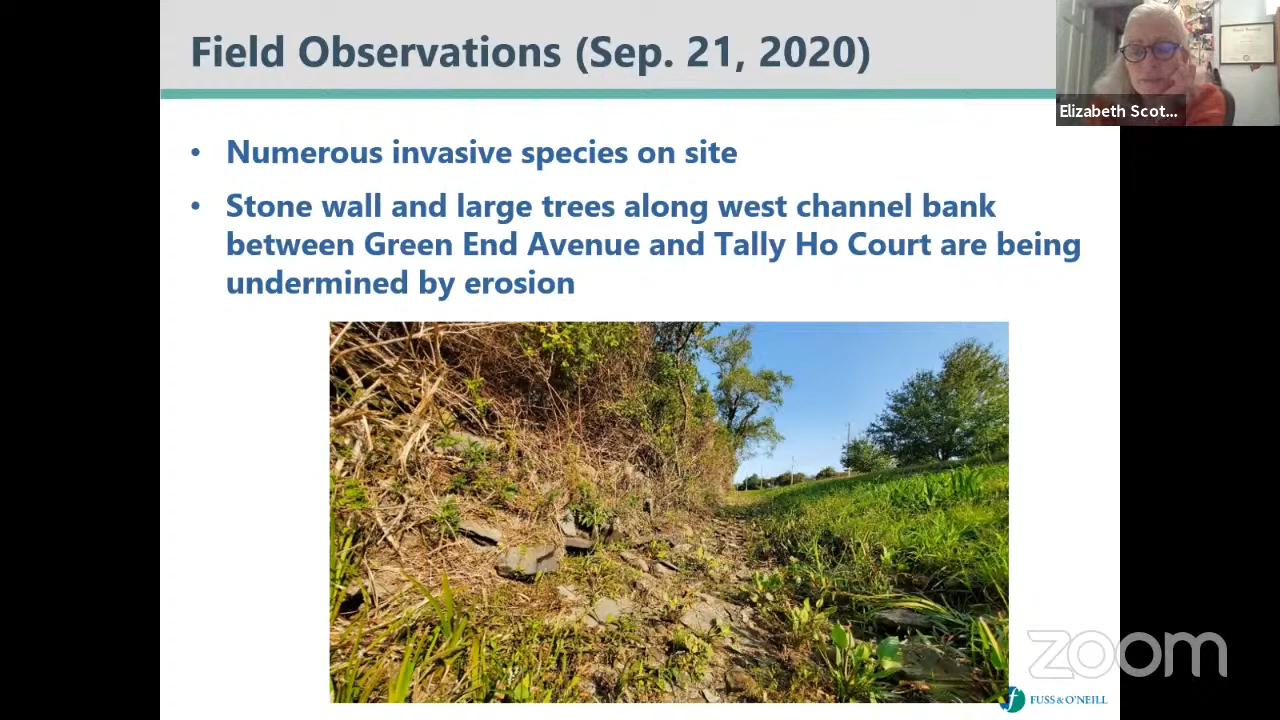 Field Observations (Sep. 21, 2020)
Elizabeth Scot...
• Numerous invasive species on site
• Stone wall and large trees along west channel bank
between Green End Avenue and Tally Ho Court are being
undermined by erosion
zoom
f FUSS & O'NEILL